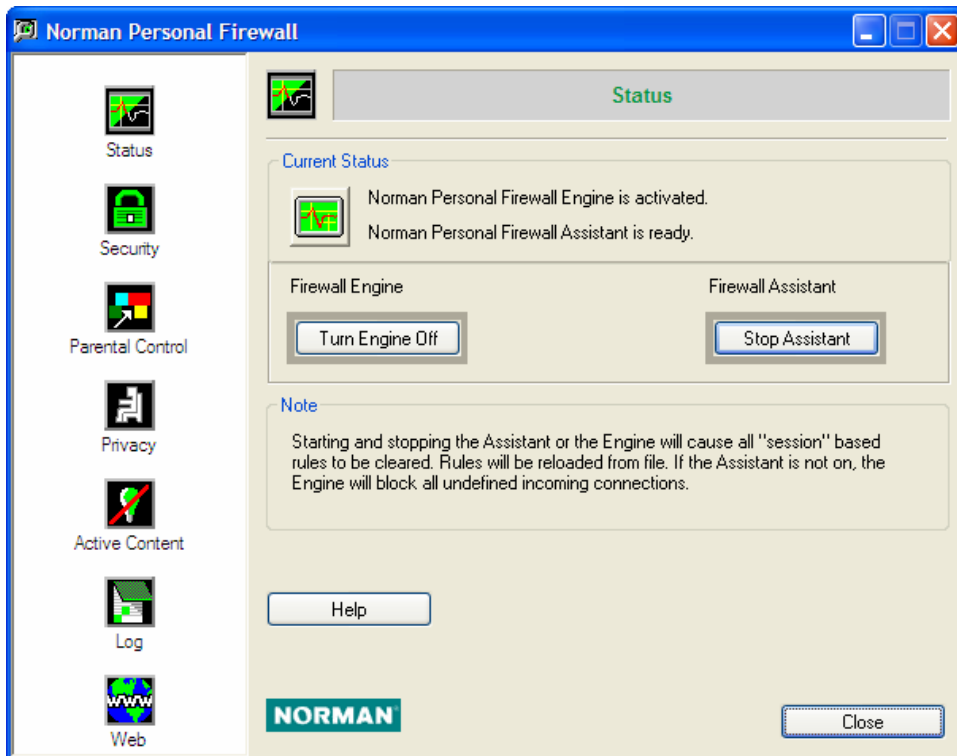 Norman Personal Firewall
Status
Security
Parental Control
Privacy
Active Content
Log
Web
Status
Current Status
Norman Personal Firewall Engine is activated.
Norman Personal Firewall Assistant is ready.
Firewall Engine
Firewall Assistant
Turn Engine Off
Stop Assistant
Note
Starting and stopping the Assistant or the Engine will cause all "session" based
rules to be cleared. Rules will be reloaded from file. If the Assistant is not on, the
Engine will block all undefined incoming connections.
Help
NORMAN
Close